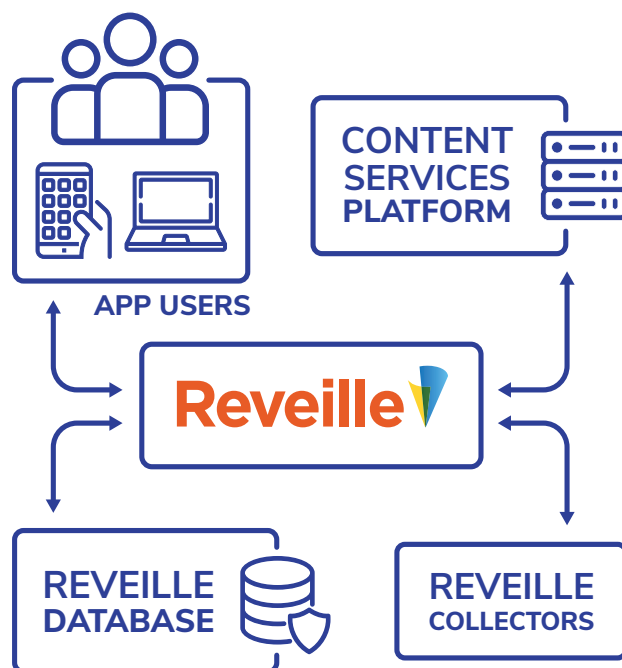 CONTENT
SERVICES
PLATFORM
APP USERS
Reveille
REVEILLE
DATABASE
REVEILLE
COLLECTORS